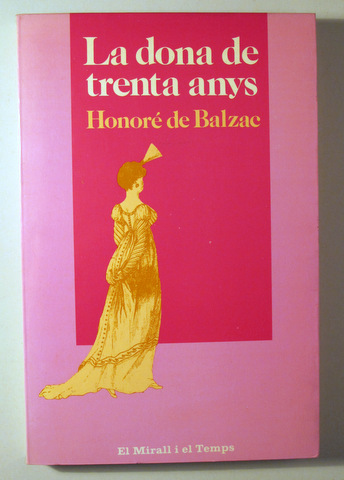 La dona de
trenta anys
Honoré de Balzac
El Mirall i el Temps